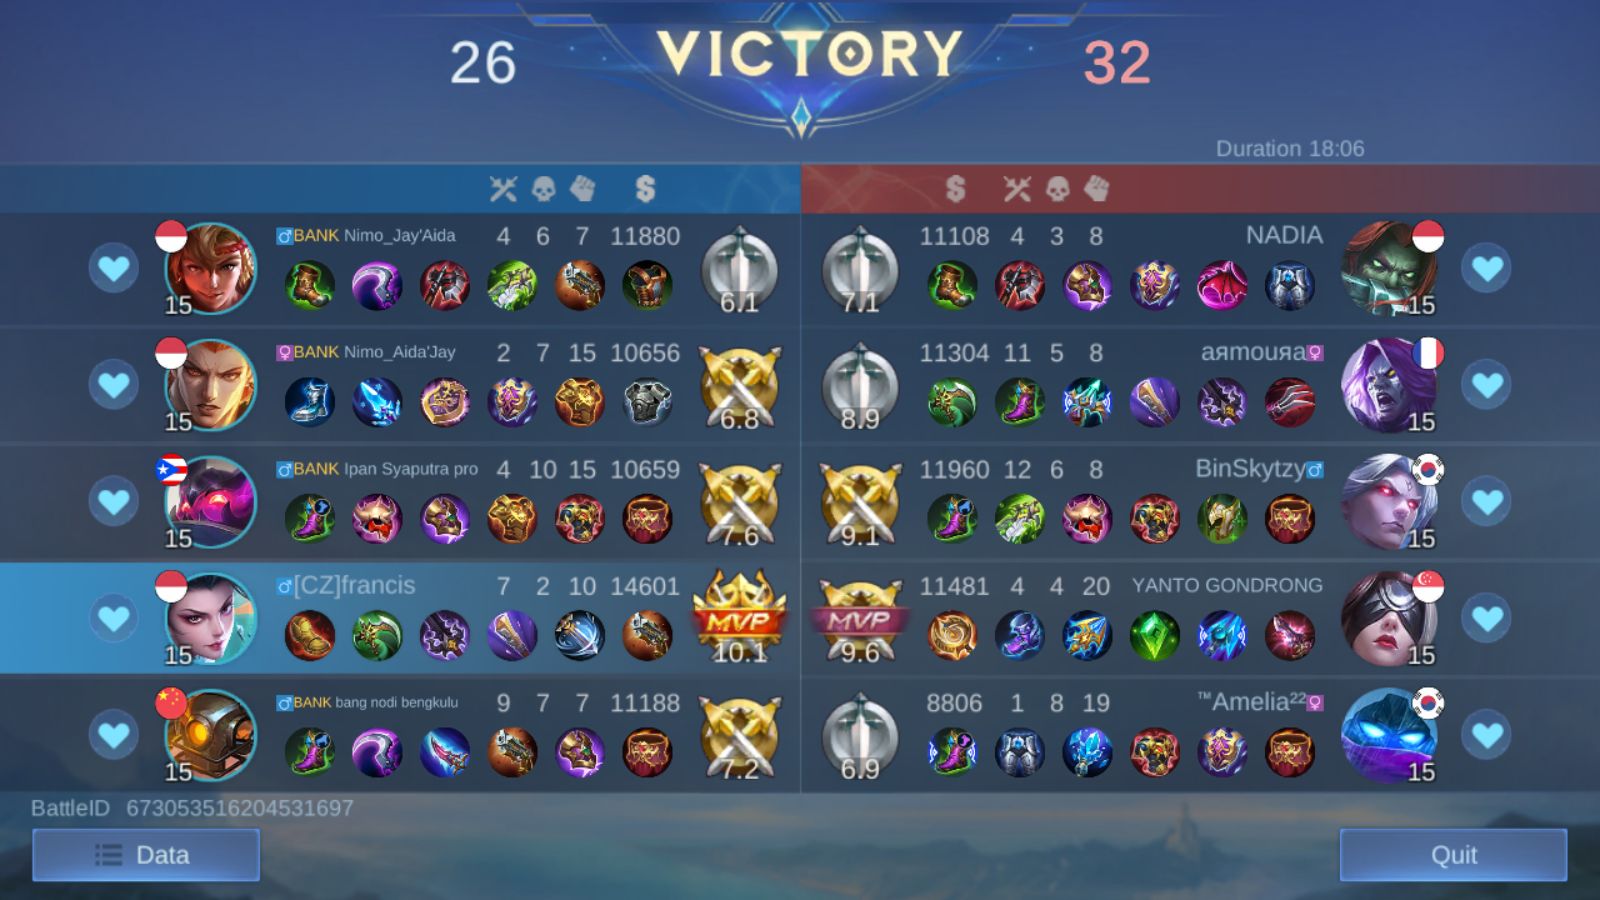 26 VICTORY 32
Duration 18:06
BANK Nimo_Jay'Aida 4 6 7 11880
15 6.1
11108 4 3 8 NADIA
7.1 15
BANK Nimo_Aida'Jay 2 7 15 10656
15 6.8
11304 11 5 8 aяmouяa
8.9 15
BANK Ipan Syaputra pro 4 10 15 10659
15 7.6
11960 12 6 8 BinSkytzy
9.1 15
[CZ]francis 7 2 10 14601
MVP
15 10.1
11481 4 4 20 YANTO GONDRONG
MVP
9.6 15
BANK bang nodi bengkulu 9 7 7 11188
15 7.2
8806 1 8 19 ™Amelia²²
6.9 15
BattleID 673053516204531697
Data
Quit